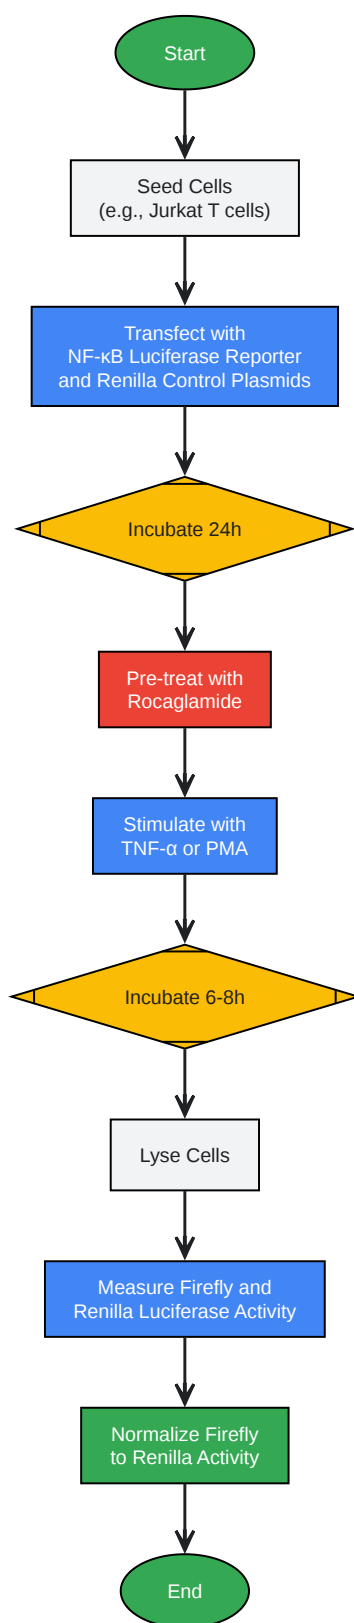 Start
Seed Cells
(e.g., Jurkat T cells)
Transfect with
NF-κB Luciferase Reporter
and Renilla Control Plasmids
Incubate 24h
Pre-treat with
Rocaglamide
Stimulate with
TNF-α or PMA
Incubate 6-8h
Lyse Cells
Measure Firefly and
Renilla Luciferase Activity
Normalize Firefly
to Renilla Activity
End